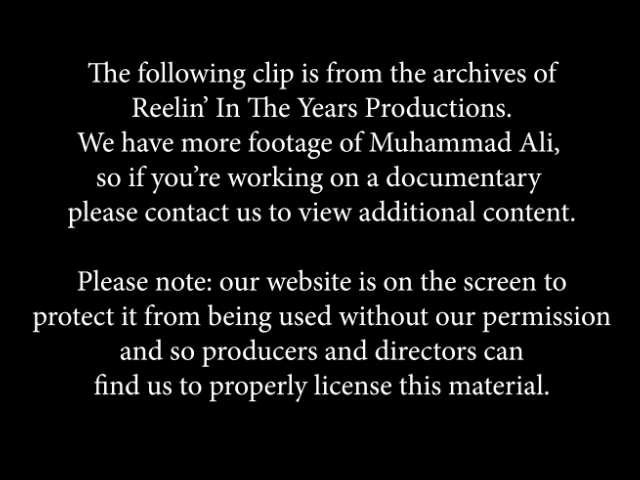 The following clip is from the archives of
Reelin’ In The Years Productions.
We have more footage of Muhammad Ali,
so if you’re working on a documentary
please contact us to view additional content.
Please note: our website is on the screen to
protect it from being used without our permission
and so producers and directors can
find us to properly license this material.